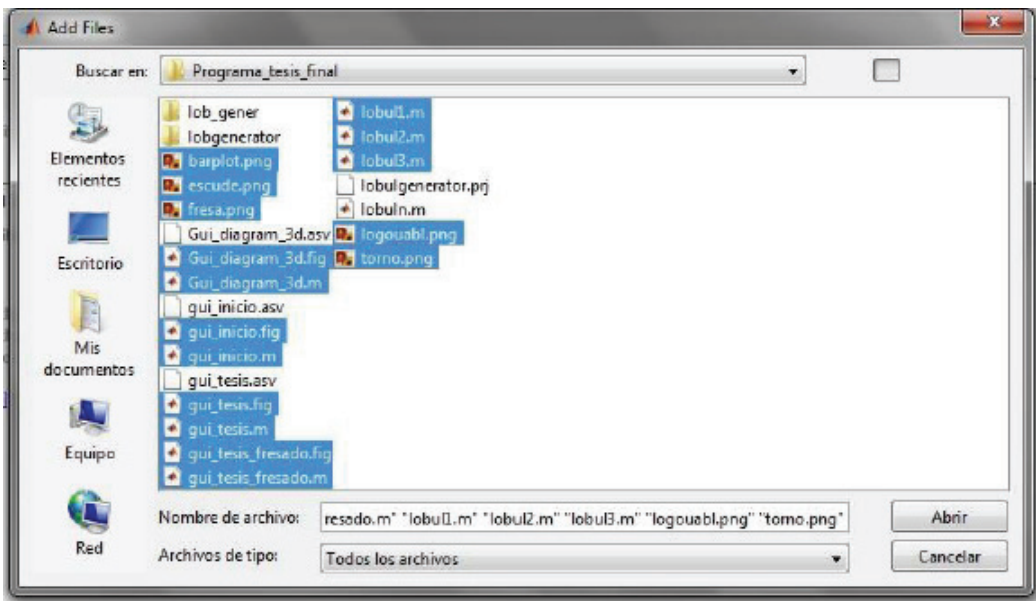 Add Files
Buscar en:
Programa_tesis_final
Elementos
recientes
Escritorio
Mis
documentos
Equipo
Red
lob_gener
lobgenerator
barplot.png
escude.png
fresa.png
Gui_diagram_3d.asv
Gui_diagram_3d.fig
Gui_diagram_3d.m
gui_inicio.asv
gui_inicio.fig
gui_inicio.m
gui_tesis.asv
gui_tesis.fig
gui_tesis.m
gui_tesis_fresado.fig
gui_tesis_fresado.m
lobul1.m
lobul2.m
lobul3.m
lobulgenerator.prj
lobuln.m
logouabl.png
torno.png
Nombre de archivo:
resado.m" "lobul1.m" "lobul2.m" "lobul3.m" "logouabl.png" "torno.png"
Abrir
Archivos de tipo:
Todos los archivos
Cancelar